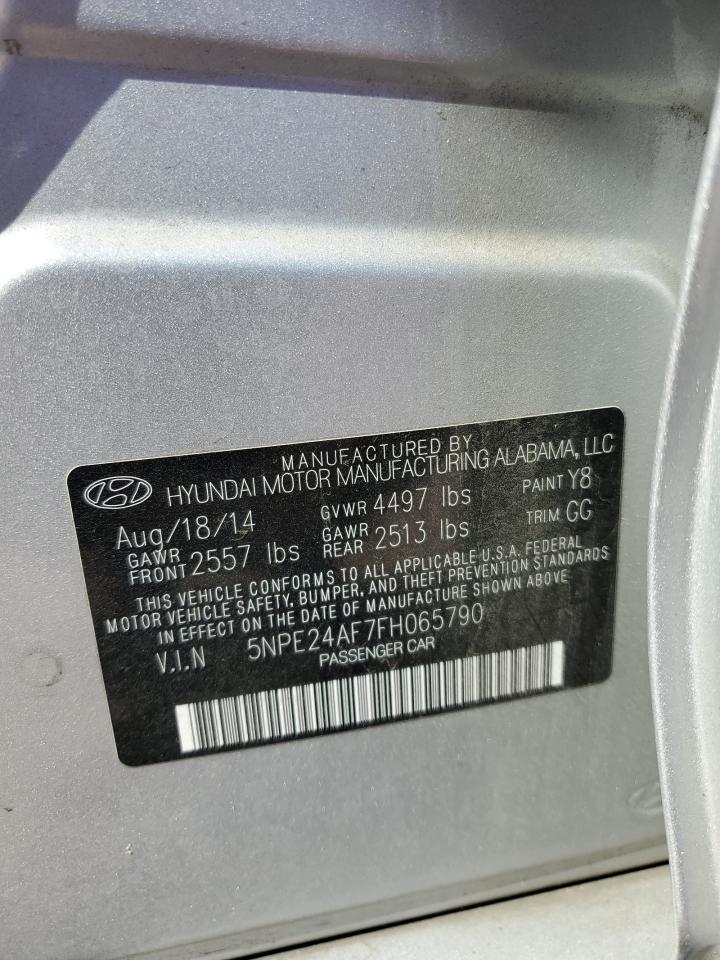 MANUFACTURED BY
HYUNDAI MOTOR MANUFACTURING ALABAMA, LLC
Aug/18/14 GVWR 4497 lbs PAINT Y8
GAWR FRONT 2557 lbs GAWR REAR 2513 lbs TRIM GG
THIS VEHICLE CONFORMS TO ALL APPLICABLE U.S.A. FEDERAL
MOTOR VEHICLE SAFETY, BUMPER, AND THEFT PREVENTION STANDARDS
IN EFFECT ON THE DATE OF MANUFACTURE SHOWN ABOVE
V.I.N 5NPE24AF7FH065790
PASSENGER CAR